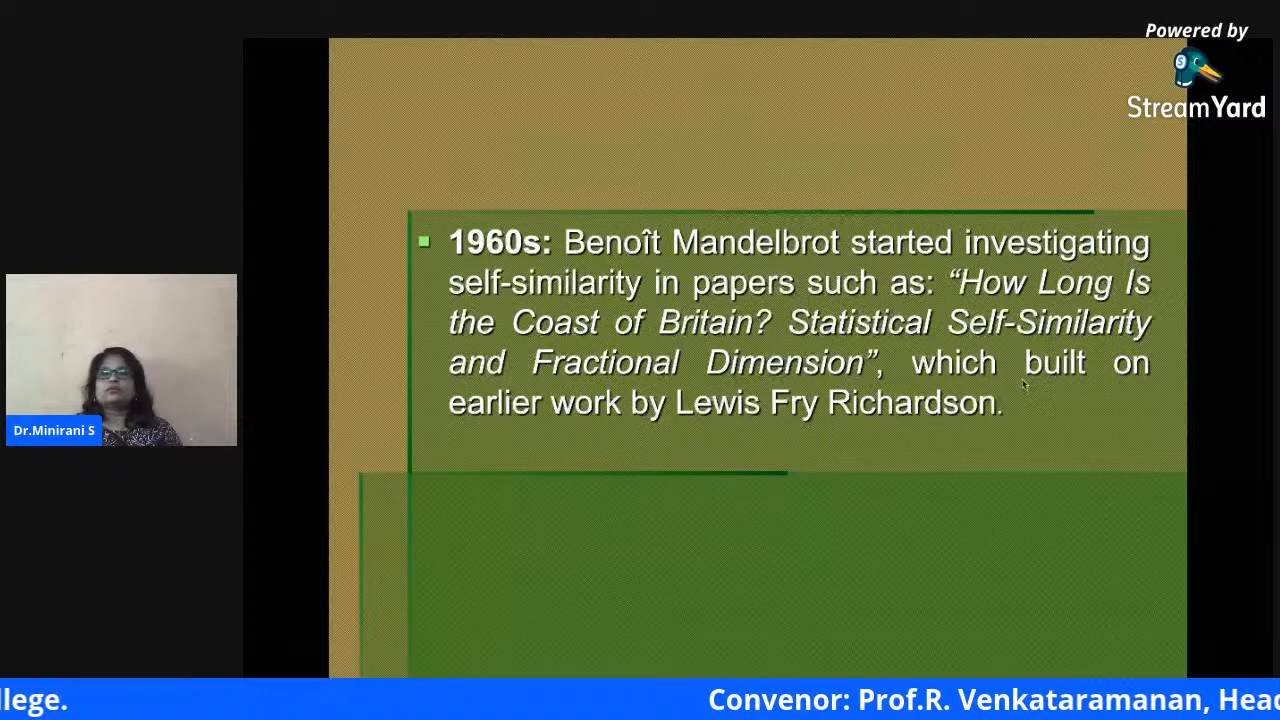 Powered by
StreamYard
1960s: Benoît Mandelbrot started investigating
self-similarity in papers such as: “How Long Is
the Coast of Britain? Statistical Self-Similarity
and Fractional Dimension”, which built on
earlier work by Lewis Fry Richardson.
Dr.Minirani S
llege.
Convenor: Prof.R. Venkataramanan, Head